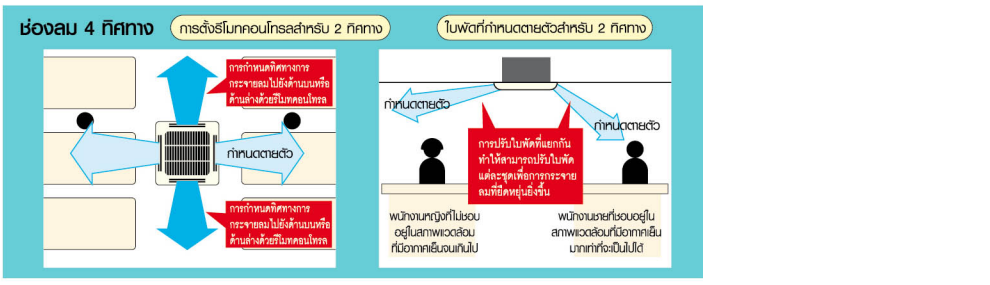 ช่องลม 4 ทิศทาง
การตั้งรีโมทคอนโทรลสำหรับ 2 ทิศทาง
การกำหนดทิศทางการ
กระจายลมไปยังด้านบนหรือ
ด้านล่างด้วยรีโมทคอนโทรล
กำหนดตายตัว
การกำหนดทิศทางการ
กระจายลมไปยังด้านบนหรือ
ด้านล่างด้วยรีโมทคอนโทรล
ใบพัดที่กำหนดตายตัวสำหรับ 2 ทิศทาง
กำหนดตายตัว
กำหนดตายตัว
การปรับใบพัดที่แยกกัน
ทำให้สามารถปรับใบพัด
แต่ละชุดเพื่อการกระจาย
ลมที่ยืดหยุ่นยิ่งขึ้น
พนักงานหญิงที่ไม่ชอบ
อยู่ในสภาพแวดล้อม
ที่มีอากาศเย็นจนเกินไป
พนักงานชายที่ชอบอยู่ใน
สภาพแวดล้อมที่มีอากาศเย็น
มากเท่าที่จะเป็นไปได้